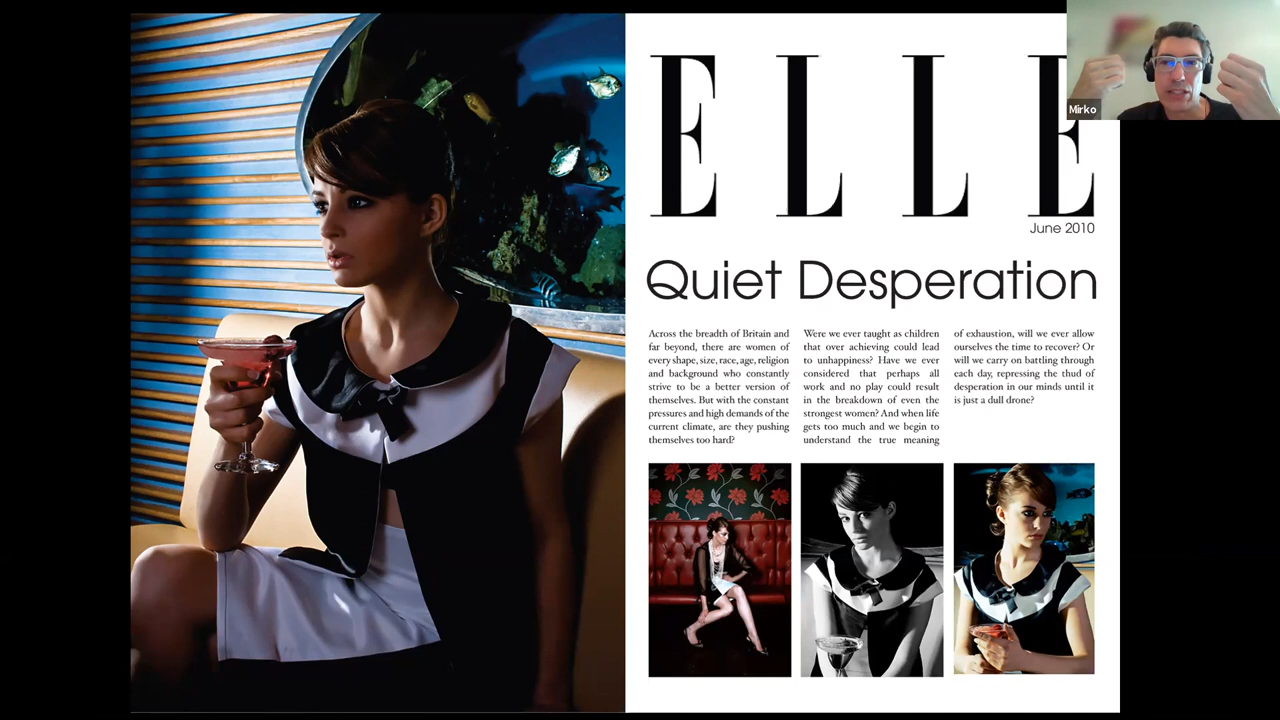 ELLE
Mirko
June 2010
Quiet Desperation
Across the breadth of Britain and
far beyond, there are women of
every shape, size, race, age, religion
and background who constantly
strive to be a better version of
themselves. But with the constant
pressures and high demands of the
current climate, are they pushing
themselves too hard?
Were we ever taught as children
that over achieving could lead
to unhappiness? Have we ever
considered that perhaps all
work and no play could result
in the breakdown of even the
strongest women? And when life
gets too much and we begin to
understand the true meaning
of exhaustion, will we ever allow
ourselves the time to recover? Or
will we carry on battling through
each day, repressing the thud of
desperation in our minds until it
is just a dull drone?